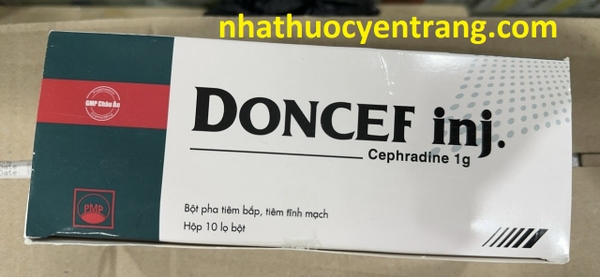 nhathuocyentrang.com
GMP Châu Âu
DONCEF inj.
Cephradine 1g
PMP
Bột pha tiêm bắp, tiêm tĩnh mạch
Hộp 10 lọ bột
Date